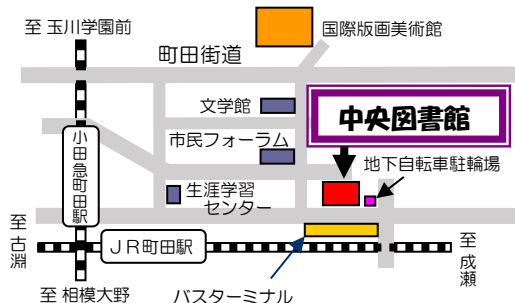 至 玉川学園前
国際版画美術館
町田街道
文学館
中央図書館
市民フォーラム
地下自転車駐輪場
小田急町田駅
生涯学習
センター
至 古淵
JR町田駅
至 成瀬
至 相模大野
バスターミナル